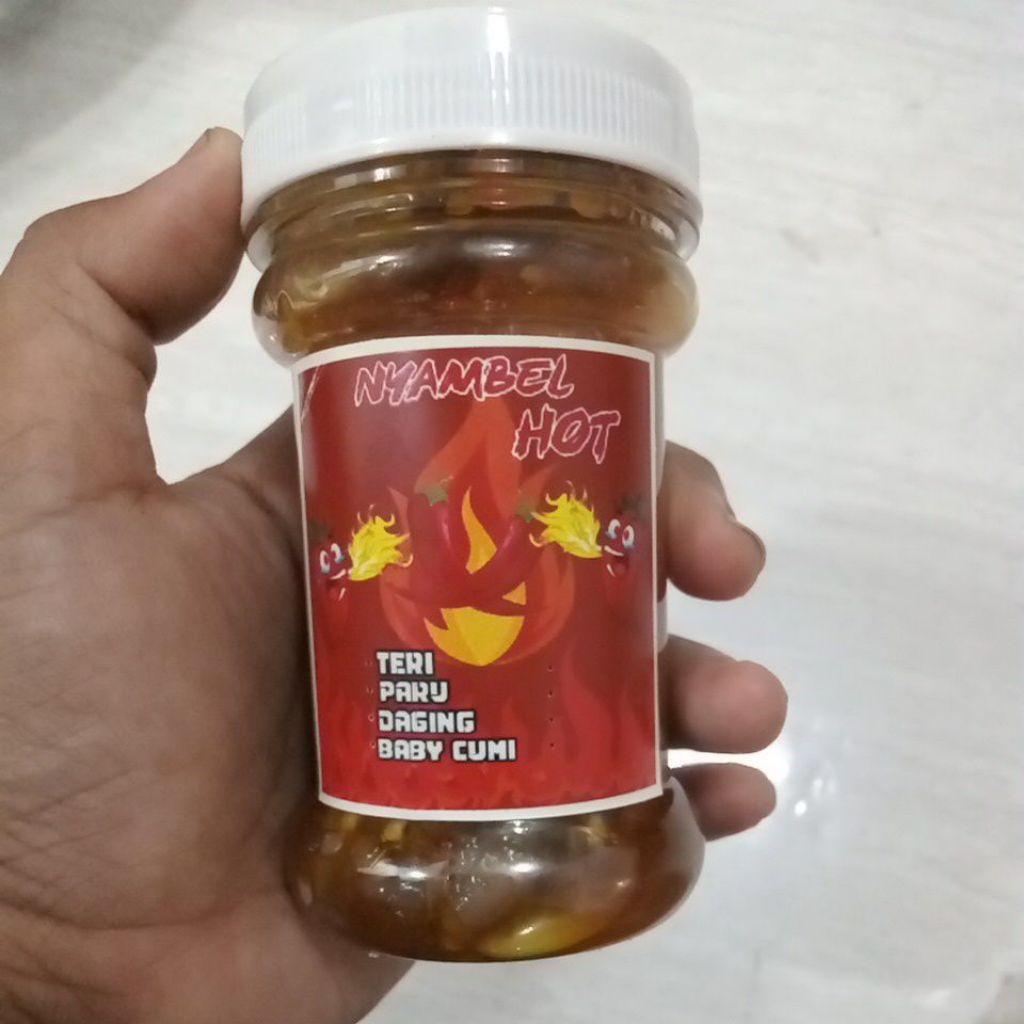 NYAMBEL
HOT
TERI
PARU
DAGING
BABY CUMI